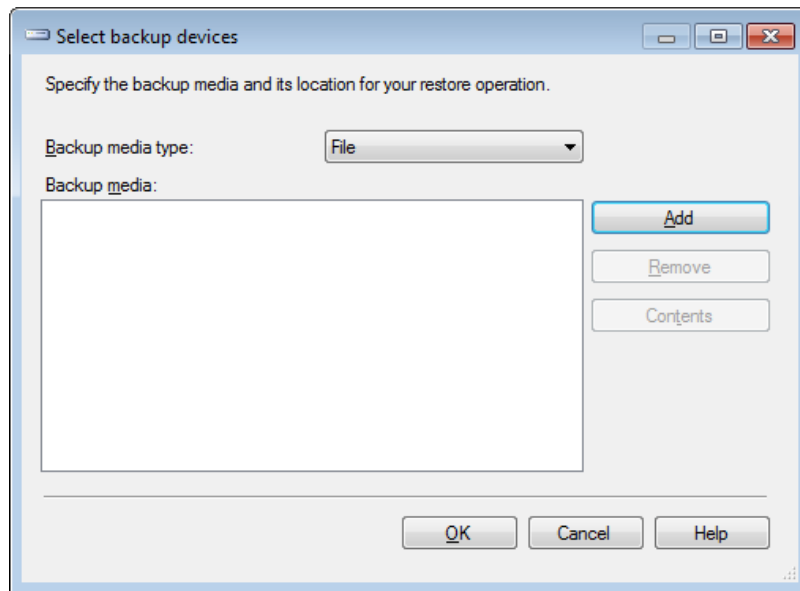 Select backup devices
Specify the backup media and its location for your restore operation.
Backup media type: File
Backup media:
Add
Remove
Contents
OK Cancel Help